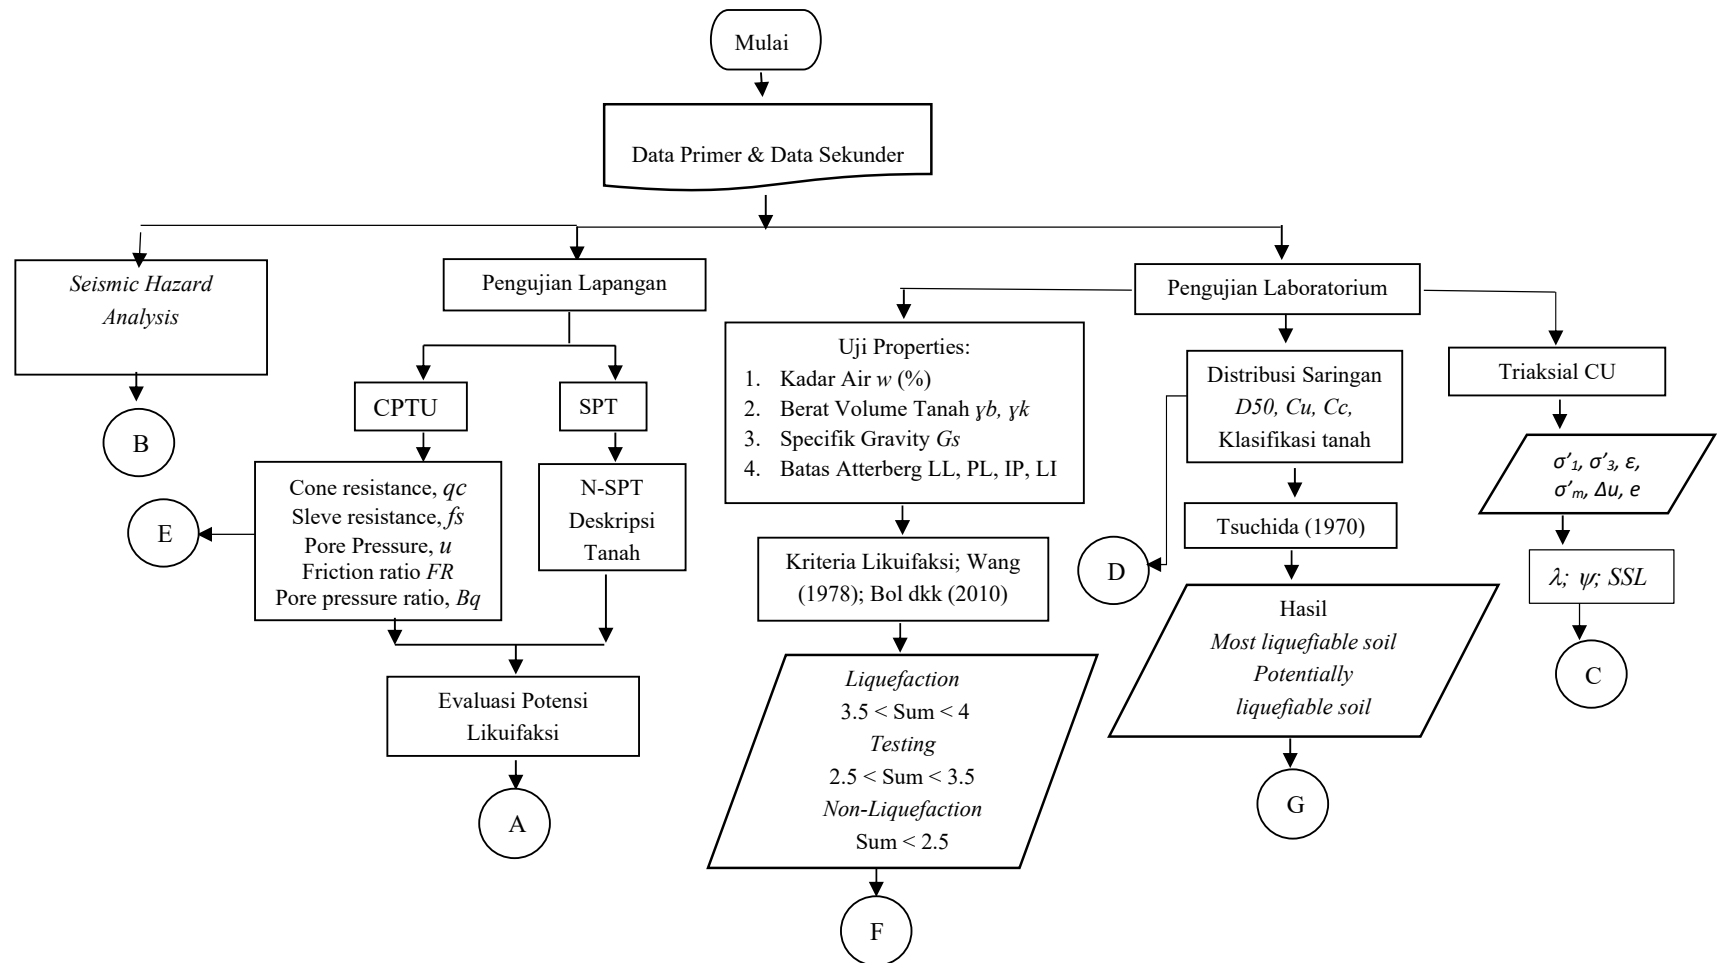 Mulai
Data Primer & Data Sekunder
Seismic Hazard
Analysis
B
Pengujian Lapangan
CPTU
SPT
Cone resistance, qc
Sleve resistance, fs
Pore Pressure, u
Friction ratio FR
Pore pressure ratio, Bq
E
N-SPT
Deskripsi
Tanah
Evaluasi Potensi
Likuifaksi
A
Pengujian Laboratorium
Uji Properties:
1. Kadar Air w (%)
2. Berat Volume Tanah ɣb, ɣk
3. Specifik Gravity Gs
4. Batas Atterberg LL, PL, IP, LI
Kriteria Likuifaksi; Wang
(1978); Bol dkk (2010)
Liquefaction
3.5 < Sum < 4
Testing
2.5 < Sum < 3.5
Non-Liquefaction
Sum < 2.5
F
Distribusi Saringan
D50, Cu, Cc,
Klasifikasi tanah
D
Tsuchida (1970)
Hasil
Most liquefiable soil
Potentially
liquefiable soil
G
Triaksial CU
σ'₁, σ'₃, ε,
σ'ₘ, Δu, e
λ; ψ; SSL
C